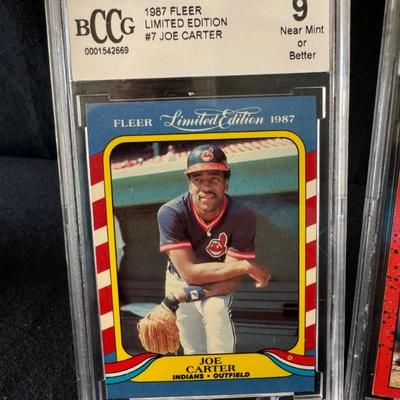 BCCG
0001542669
1987 FLEER
LIMITED EDITION
#7 JOE CARTER
9
Near Mint
or
Better
FLEER Limited Edition 1987
JOE
CARTER
INDIANS • OUTFIELD